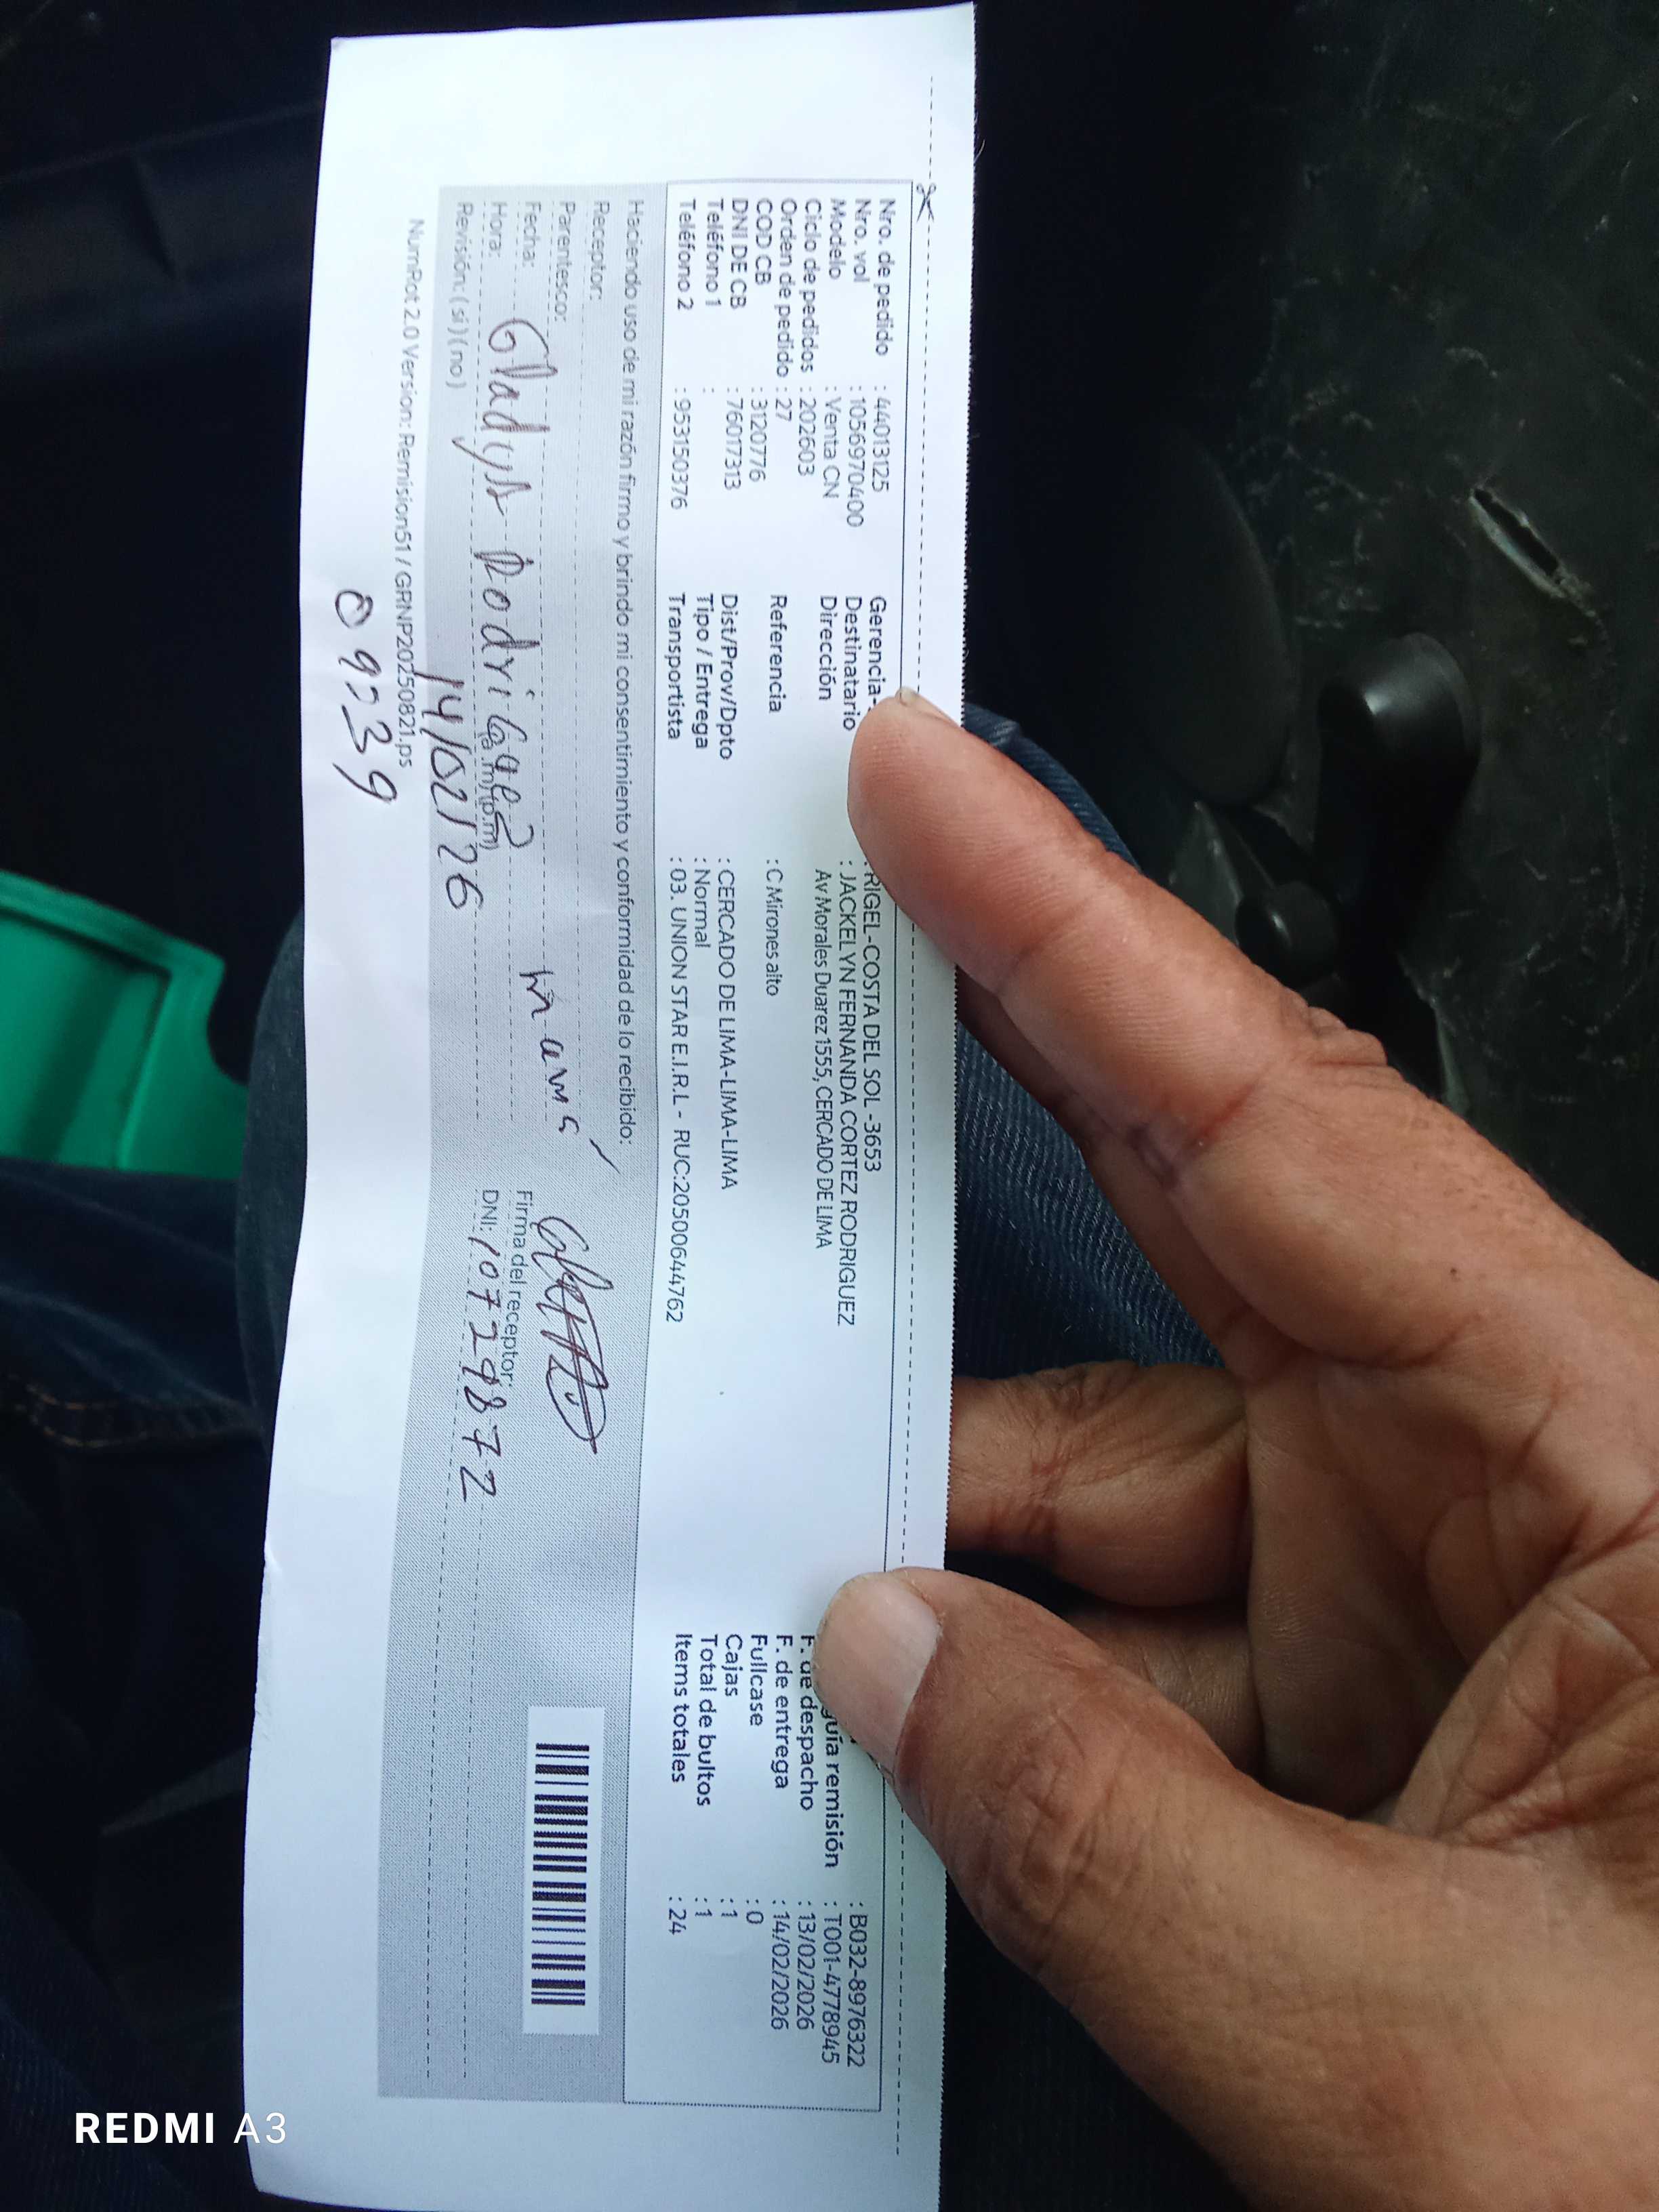 Nro. de pedido : 44013125
Nro. vol : 1056970400
Modelo : Venta CN
Ciclo de pedidos : 202603
Orden de pedido : 27
COD CB : 3120776
DNI DE CB : 76017313
Teléfono 1 :
Teléfono 2 : 953150376
Gerencia- : RIGEL-COSTA DEL SOL -3653
Destinatario : JACKELYN FERNANDA CORTEZ RODRIGUEZ
Dirección Av Morales Duarez 1555, CERCADO DE LIMA
Referencia : C Mirones alto
Dist/Prov/Dpto : CERCADO DE LIMA-LIMA-LIMA
Tipo / Entrega : Normal
Transportista : 03. UNION STAR E.I.R.L - RUC:20500644762
: B032-8976322
guía remisión : T001-4778945
F. de despacho : 13/02/2026
F. de entrega : 14/02/2026
Fullcase : 0
Cajas : 1
Total de bultos : 1
Items totales : 24
Haciendo uso de mi razón firmo y brindo mi consentimiento y conformidad de lo recibido:
Receptor:
Parentesco: mamá
Fecha: Gladys Rodriguez
Hora: (a.m) (p.m)
14/02/26
Revisión: ( si ) ( no )
Firma del receptor:
DNI: 10729872
NumRot 2.0 Version: Remision51 / GRNP20250821.ps
09:39
REDMI A3